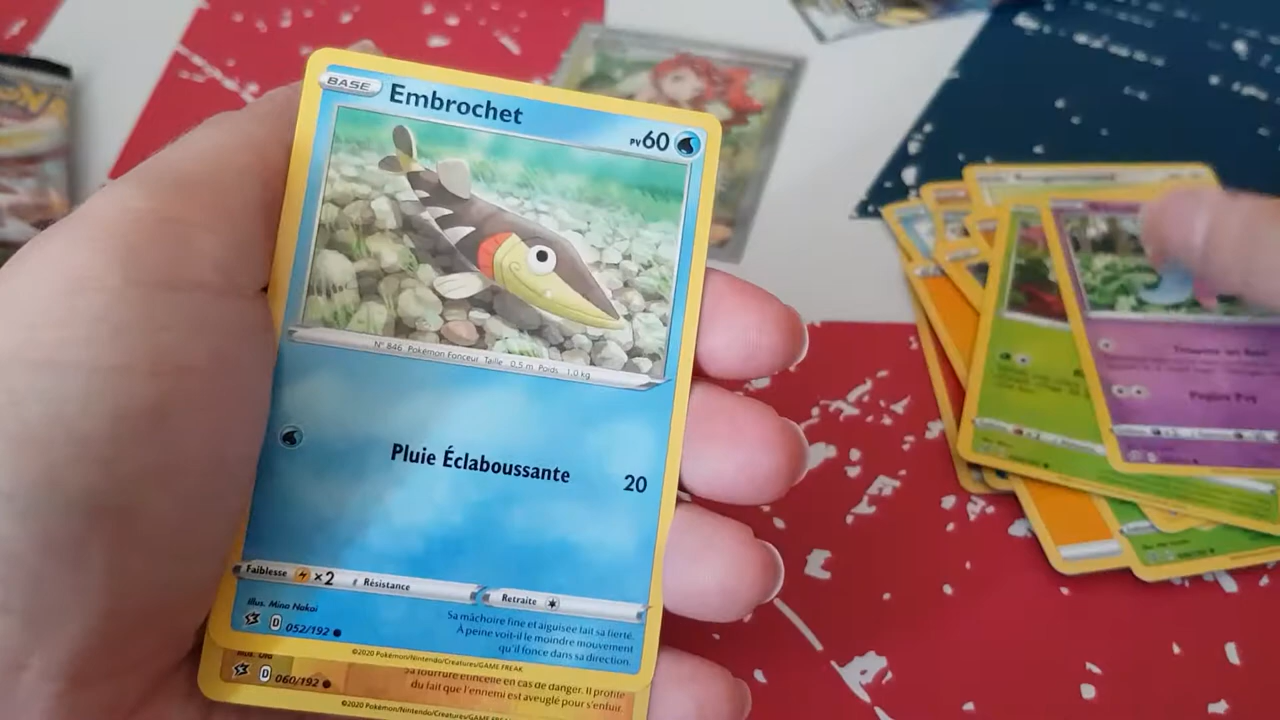 BASE Embrochet PV60
N° 846 Pokémon Fonceur Taille 0,5 m Poids 1,0 kg
Pluie Éclaboussante 20
Faiblesse ×2 Résistance Retraite
Illus. Mina Nakai
D 052/192
Sa mâchoire fine et aiguisée fait sa fierté.
À peine voit-il le moindre mouvement
qu'il fonce dans sa direction.
©2020 Pokémon/Nintendo/Creatures/GAME FREAK
D 060/192
Sa fourrure étincelle en cas de danger. Il profite
du fait que l'ennemi est aveuglé pour s'enfuir.
©2020 Pokémon/Nintendo/Creatures/GAME